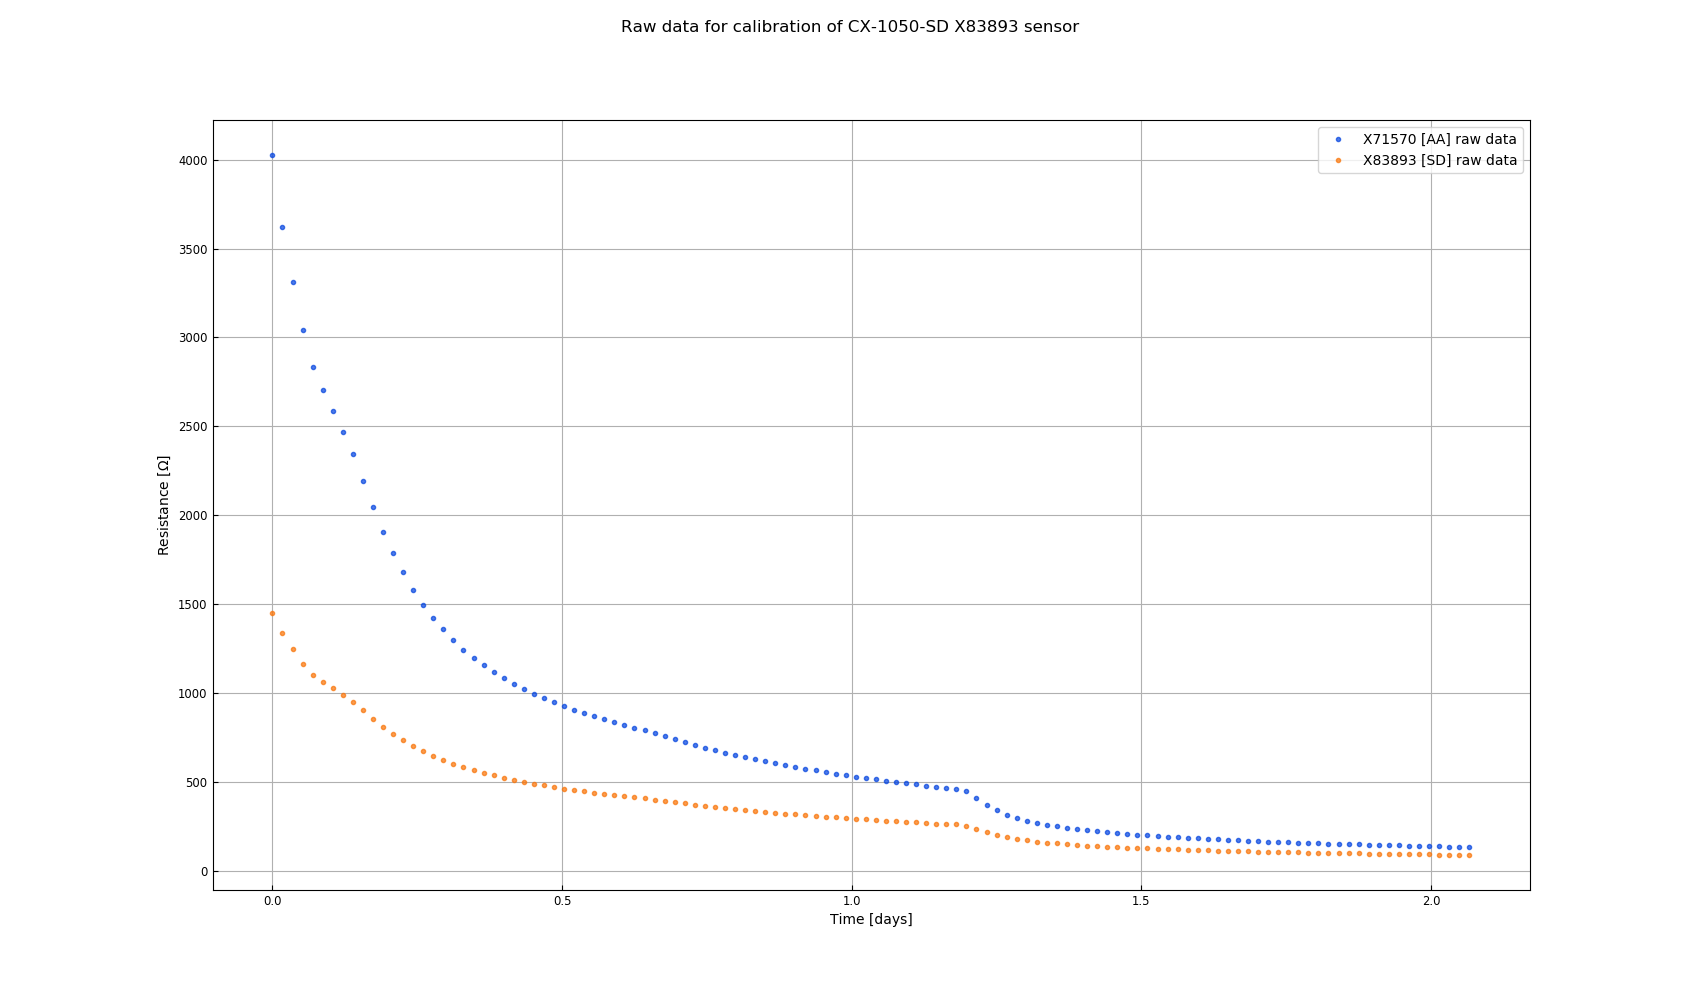 Raw data for calibration of CX-1050-SD X83893 sensor
X71570 [AA] raw data
X83893 [SD] raw data
4000
3500
3000
2500
2000
1500
1000
500
0
Resistance [Ω]
0.0 0.5 1.0 1.5 2.0
Time [days]